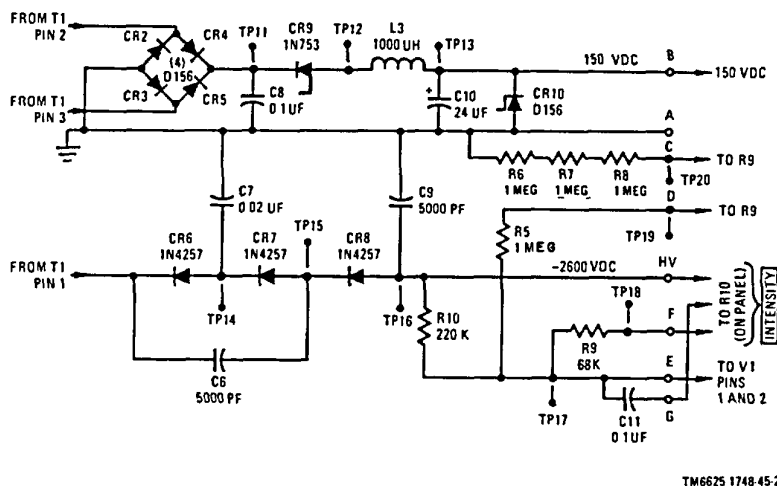 FROM T1
PIN 2
CR2
CR4
(4)
D156
CR3
CR5
FROM T1
PIN 3
TP11
CR9
1N753
TP12
L3
1000 UH
TP13
C8
0 1UF
+
C10
24 UF
CR10
D156
150 VDC
B
150 VDC
A
C
R6
1 MEG
R7
1 MEG
R8
1 MEG
TO R9
TP20
D
TO R9
TP19
C7
0 02 UF
C9
5000 PF
R5
1 MEG
FROM T1
PIN 1
CR6
1N4257
CR7
1N4257
TP15
CR8
1N4257
TP14
TP16
-2600 VDC
HV
C6
5000 PF
R10
220 K
R9
68K
TP18
F
TO R10
(ON PANEL)
INTENSITY
E
TO V1
PINS
1 AND 2
TP17
C11
0 1UF
G
TM6625 1748-45-2